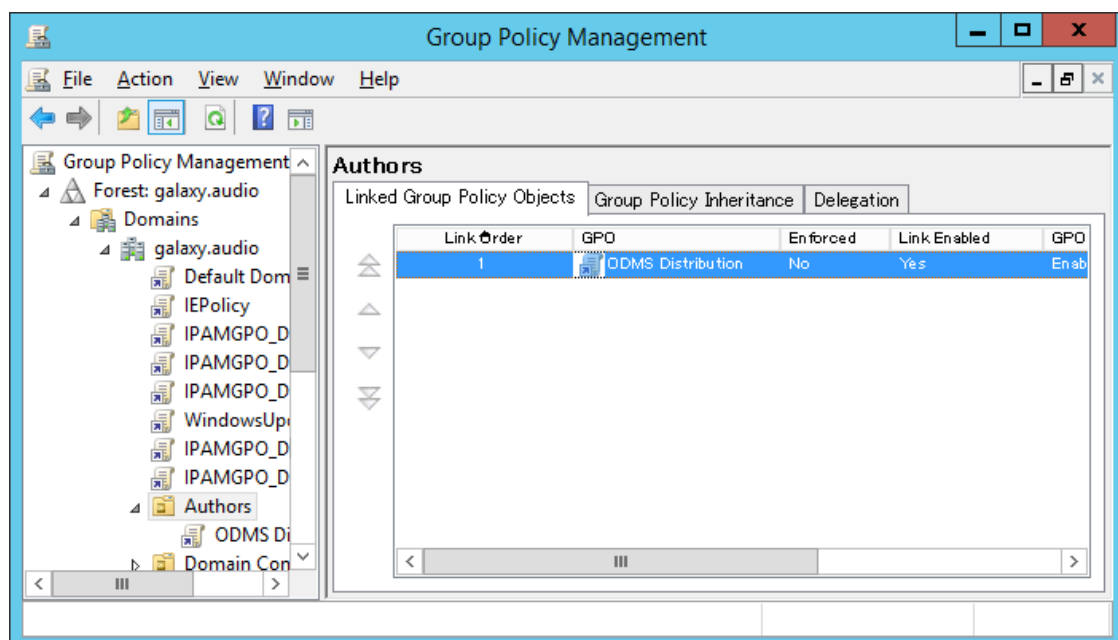 Group Policy Management
File Action View Window Help
Group Policy Management
Forest: galaxy.audio
Domains
galaxy.audio
Default Dom
IEPolicy
IPAMGPO_D
IPAMGPO_D
IPAMGPO_D
WindowsUp
IPAMGPO_D
IPAMGPO_D
Authors
ODMS Di
Domain Con
Authors
Linked Group Policy Objects Group Policy Inheritance Delegation
Link Order GPO Enforced Link Enabled GPO
1 ODMS Distribution No Yes Enab